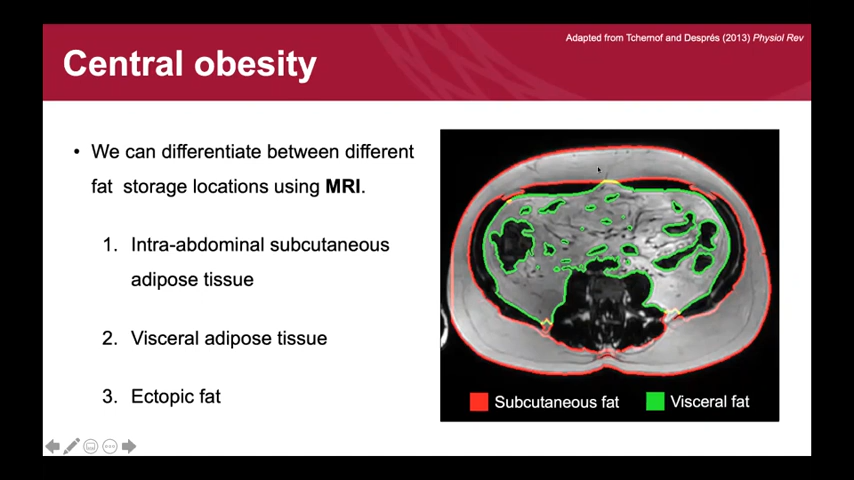 Adapted from Tchernof and Després (2013) Physiol Rev
Central obesity
• We can differentiate between different
fat storage locations using MRI.
1. Intra-abdominal subcutaneous
adipose tissue
2. Visceral adipose tissue
3. Ectopic fat
Subcutaneous fat
Visceral fat